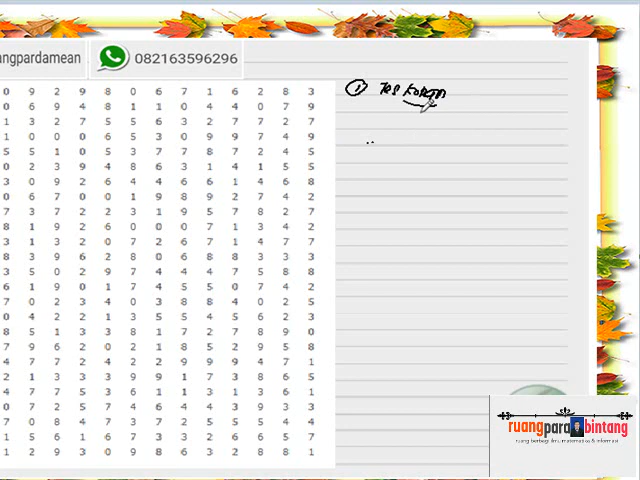 angpardamean 082163596296
0 9 2 9 8 0 6 7 1 6 2 8 3
0 6 9 4 8 1 1 0 4 4 0 7 9
1 3 2 7 5 5 6 3 2 7 7 2 7
1 0 0 0 6 5 3 0 9 9 7 4 9
5 5 1 0 5 3 7 7 8 7 2 4 5
0 2 3 9 4 8 6 3 1 4 1 5 5
3 0 9 2 6 4 4 6 6 1 4 6 8
0 6 7 0 0 1 9 8 9 2 7 4 2
7 3 7 2 2 3 1 9 5 7 8 2 7
8 1 9 2 6 0 0 0 7 1 3 4 2
3 1 3 2 0 7 2 6 7 1 4 7 7
8 3 9 6 2 8 0 6 8 8 3 3 3
3 5 0 2 9 7 4 4 4 7 5 8 8
6 1 9 0 1 7 4 5 5 0 7 4 2
7 0 2 3 4 0 3 8 8 4 0 2 5
0 4 2 2 1 3 5 5 4 5 6 2 3
8 5 1 3 3 8 1 7 2 7 8 9 0
7 9 6 2 0 2 1 8 5 2 9 5 8
4 7 7 2 4 2 2 9 9 9 4 7 1
2 1 3 3 3 9 9 1 7 3 8 6 5
4 7 7 5 3 6 1 1 3 1 3 6 1
0 7 2 5 7 4 6 4 4 3 9 3 3
7 0 8 4 7 3 7 2 5 5 5 4 4
1 5 6 1 6 7 3 3 2 6 6 5 7
1 2 9 3 0 9 8 6 3 2 8 8 1
① Tes Koran
ruangparabintang
ruang berbagi ilmu matematika & informasi